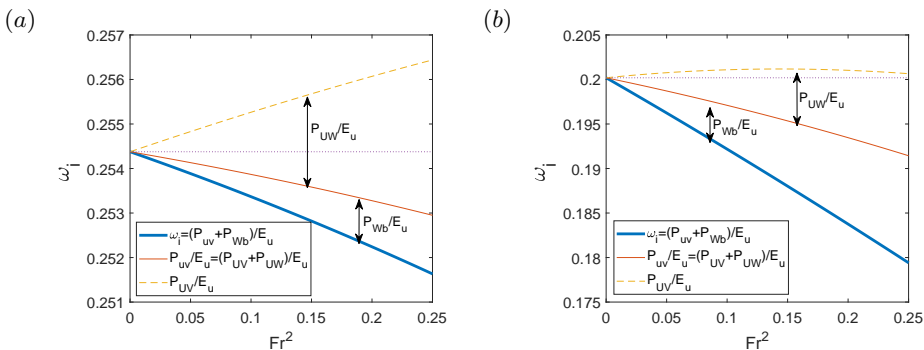 (a)
0.257
0.256
0.255
0.254
0.253
0.252
0.251
ω_i
P_UW/E_u
P_Wb/E_u
ω_i=(P_uv+P_Wb)/E_u
P_uv/E_u=(P_UV+P_UW)/E_u
P_UV/E_u
0 0.05 0.1 0.15 0.2 0.25
Fr^2
(b)
0.205
0.2
0.195
0.19
0.185
0.18
0.175
ω_i
P_UW/E_u
P_Wb/E_u
ω_i=(P_uv+P_Wb)/E_u
P_uv/E_u=(P_UV+P_UW)/E_u
P_UV/E_u
0 0.05 0.1 0.15 0.2 0.25
Fr^2